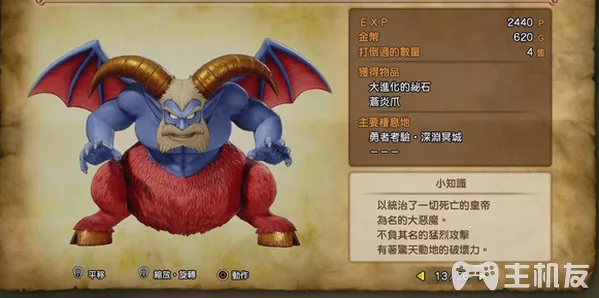 EXP 2440 P
金幣 620 G
打倒過的數量 4 隻
獲得物品
大進化的祕石
蒼炎爪
主要棲息地
勇者考驗・深淵冥城
－－－
小知識
以統治了一切死亡的皇帝
為名的大惡魔。
不負其名的猛烈攻擊
有著驚天動地的破壞力。
平移 縮放・旋轉 動作
13
主机友